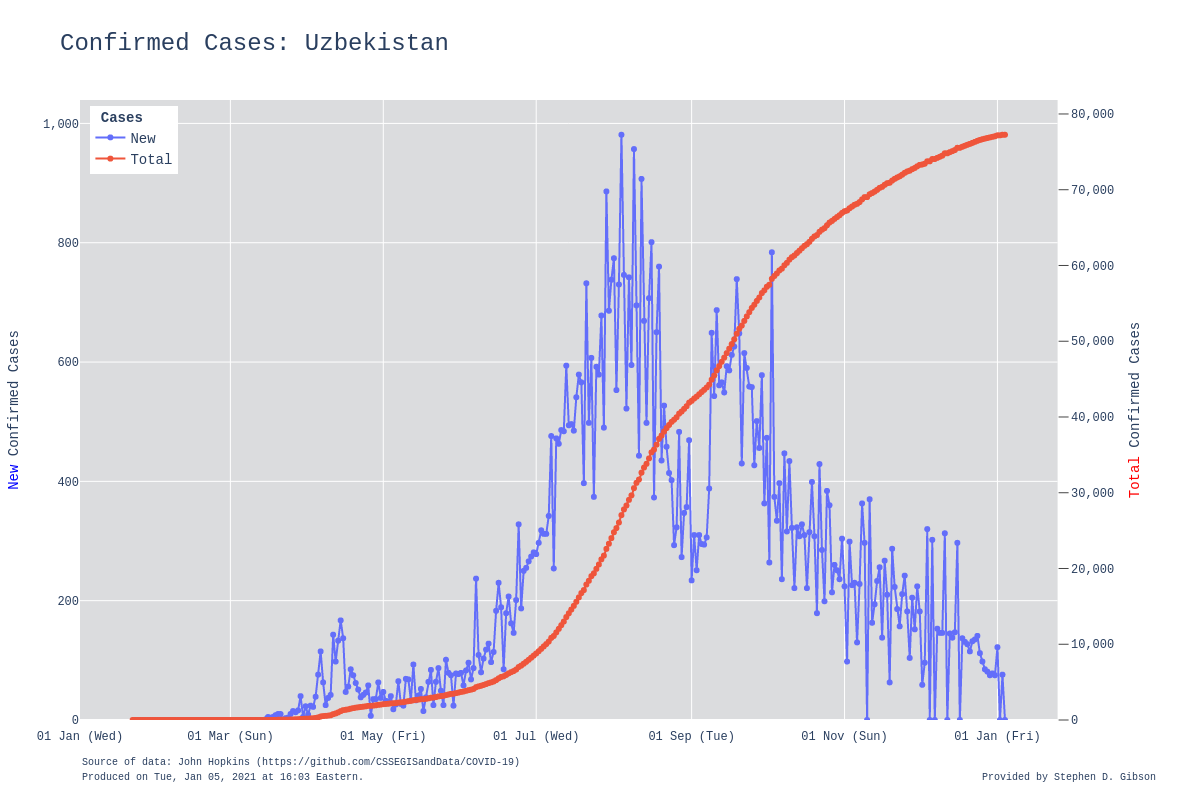 Confirmed Cases: Uzbekistan
Cases
New
Total
1,000
800
600
400
200
0
80,000
70,000
60,000
50,000
40,000
30,000
20,000
10,000
0
New Confirmed Cases
Total Confirmed Cases
01 Jan (Wed) 01 Mar (Sun) 01 May (Fri) 01 Jul (Wed) 01 Sep (Tue) 01 Nov (Sun) 01 Jan (Fri)
Source of data: John Hopkins (https://github.com/CSSEGISandData/COVID-19)
Produced on Tue, Jan 05, 2021 at 16:03 Eastern.
Provided by Stephen D. Gibson